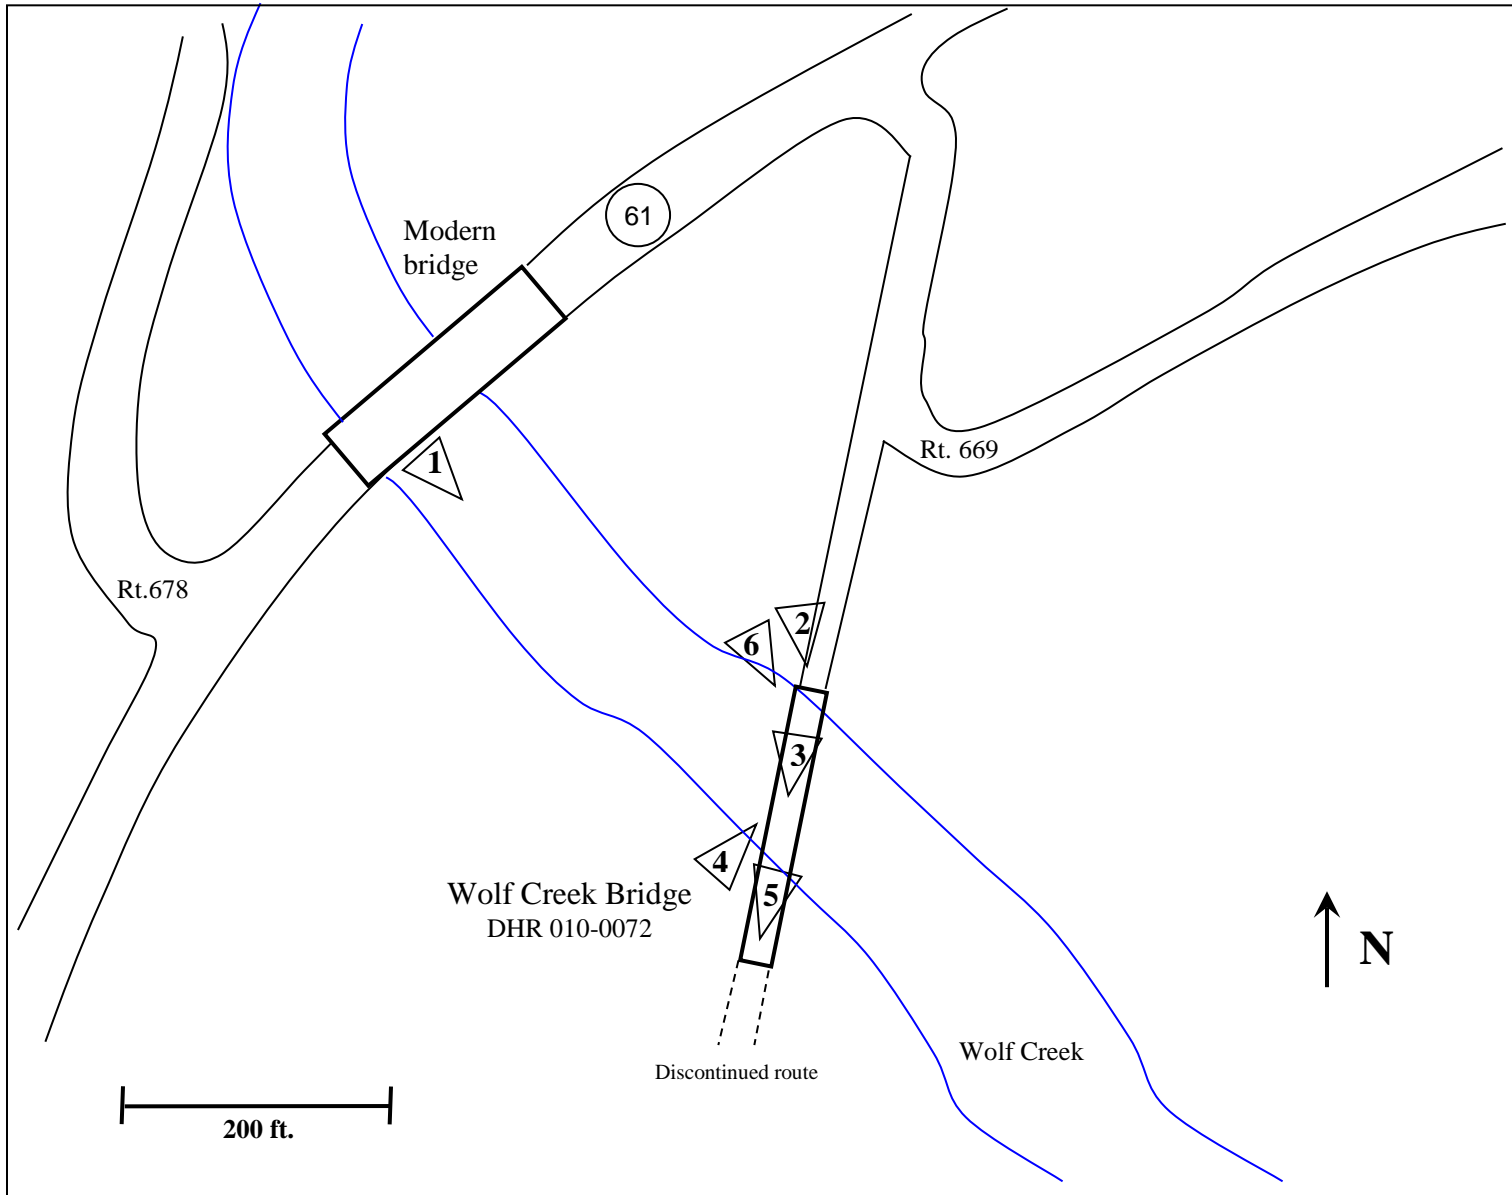 61
Modern
bridge
1
Rt. 669
Rt.678
2
6
3
4
5
Wolf Creek Bridge
DHR 010-0072
N
Wolf Creek
Discontinued route
200 ft.